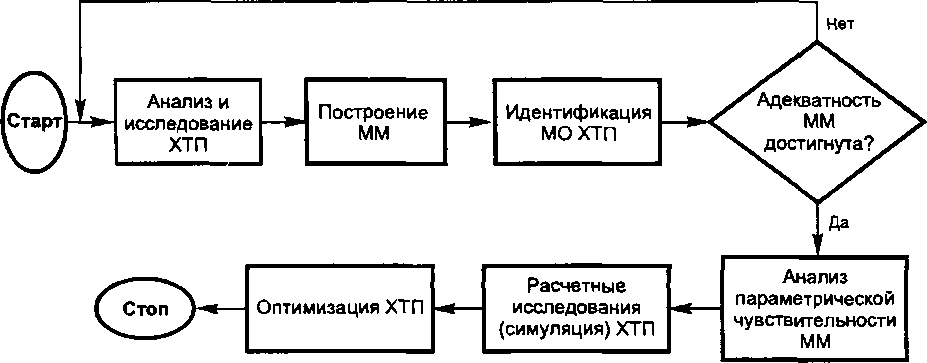 Нет
Старт
Анализ и
исследование
ХТП
Построение
ММ
Идентификация
МО ХТП
Адекватность
ММ
достигнута?
Да
Анализ
параметрической
чувствительности
ММ
Расчетные
исследования
(симуляция) ХТП
Оптимизация ХТП
Стоп